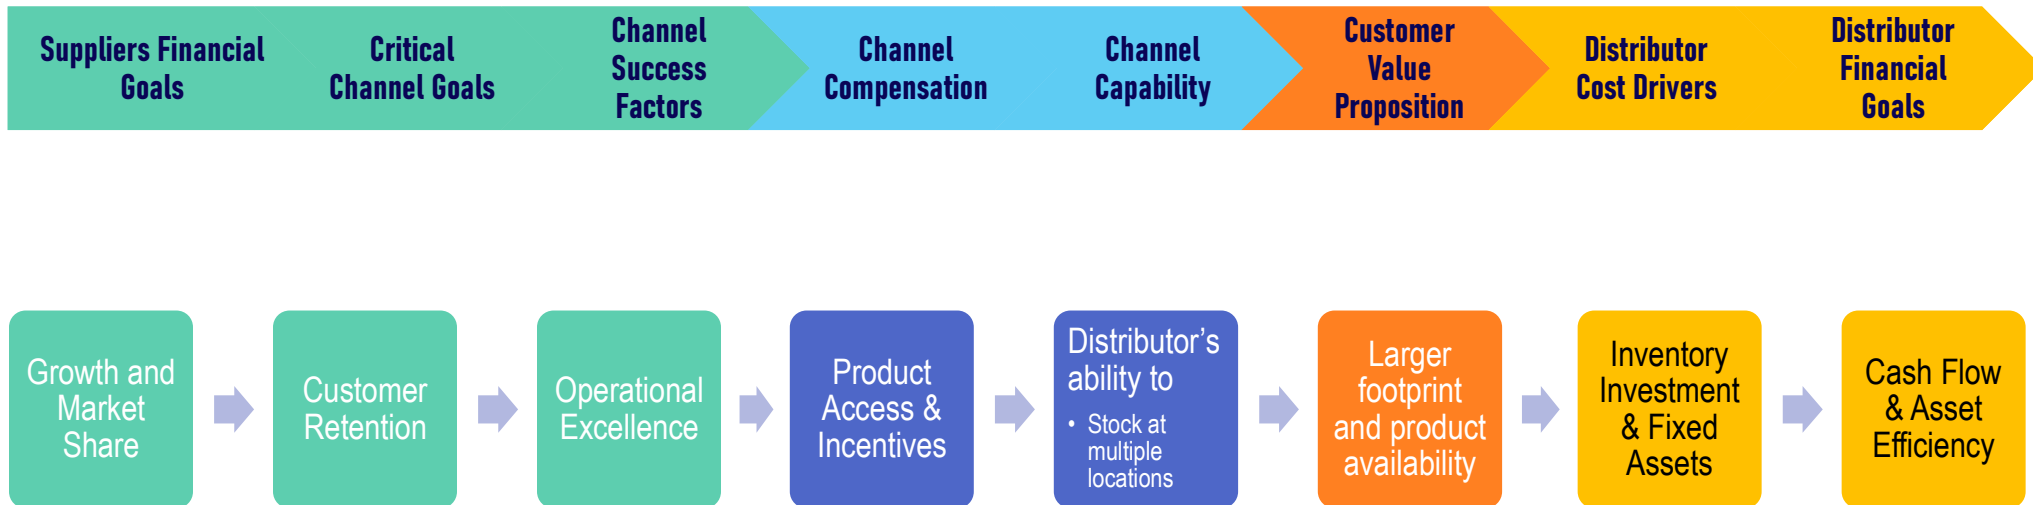 Suppliers Financial
Goals
Critical
Channel Goals
Channel
Success
Factors
Channel
Compensation
Channel
Capability
Customer
Value
Proposition
Distributor
Cost Drivers
Distributor
Financial
Goals
Growth and
Market
Share
Customer
Retention
Operational
Excellence
Product
Access &
Incentives
Distributor’s
ability to
• Stock at
multiple
locations
Larger
footprint
and product
availability
Inventory
Investment
& Fixed
Assets
Cash Flow
& Asset
Efficiency